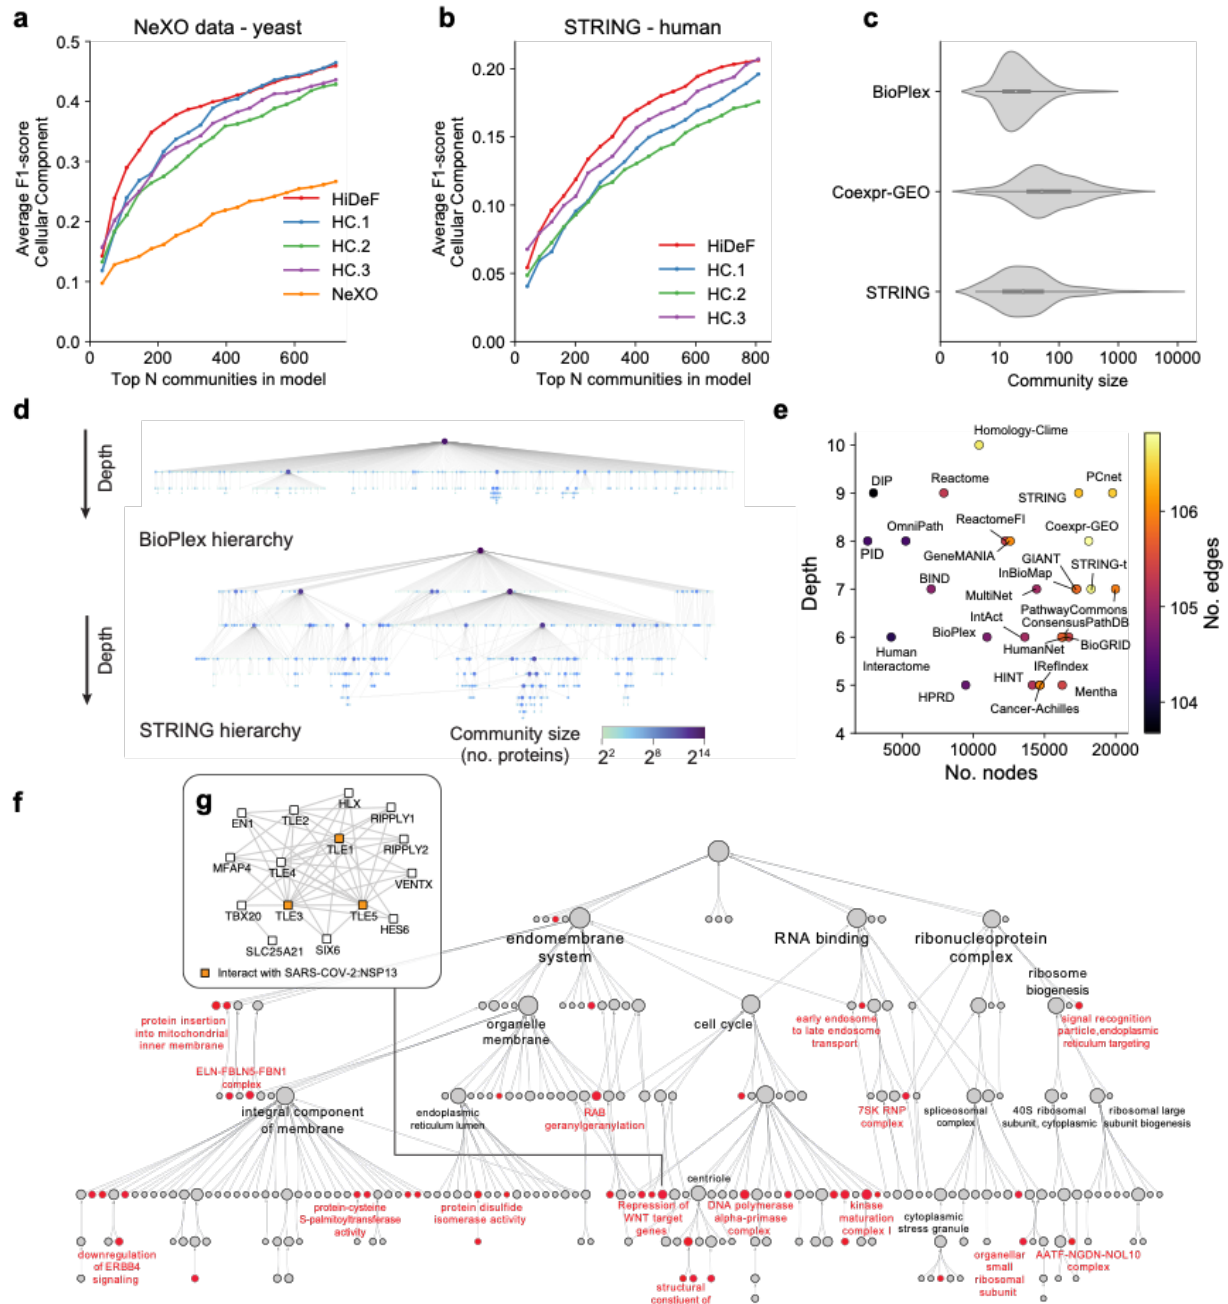 a
NeXO data - yeast
Average F1-score
Cellular Component
0.5
0.4
0.3
0.2
0.1
0.0
0
200
400
600
Top N communities in model
HiDeF
HC.1
HC.2
HC.3
NeXO
b
STRING - human
Average F1-score
Cellular Component
0.20
0.15
0.10
0.05
0.00
0
200
400
600
800
Top N communities in model
HiDeF
HC.1
HC.2
HC.3
c
BioPlex
Coexpr-GEO
STRING
0
10
100
1000
10000
Community size
d
Depth
BioPlex hierarchy
Depth
STRING hierarchy
Community size
(no. proteins)
2² 2⁸ 2¹⁴
e
Depth
10
9
8
7
6
5
4
Homology-Clime
DIP
Reactome
STRING
PCnet
OmniPath
ReactomeFI
Coexpr-GEO
PID
GeneMANIA
GIANT
STRING-t
BIND
InBioMap
MultiNet
PathwayCommons
IntAct
ConsensusPathDB
BioPlex
Human
Interactome
HumanNet
BioGRID
HPRD
HINT
IRefIndex
Mentha
Cancer-Achilles
5000
10000
15000
20000
No. nodes
106
105
104
No. edges
f
g
HLX
EN1
TLE2
RIPPLY1
TLE1
RIPPLY2
MFAP4
TLE4
VENTX
TBX20
TLE3
TLE5
HES6
SLC25A21
SIX6
Interact with SARS-COV-2:NSP13
endomembrane
system
RNA binding
ribonucleoprotein
complex
ribosome
biogenesis
protein insertion
into mitochondrial
inner membrane
organelle
membrane
cell cycle
early endosome
to late endosome
transport
signal recognition
particle,endoplasmic
reticulum targeting
ELN-FBLN5-FBN1
complex
integral component
of membrane
endoplasmic
reticulum lumen
RAB
geranylgeranylation
7SK RNP
complex
spliceosomal
complex
40S ribosomal
subunit, cytoplasmic
ribosomal large
subunit biogenesis
centriole
protein-cysteine
S-palmitoyltransferase
activity
protein disulfide
isomerase activity
Repression of
WNT target
genes
DNA polymerase
alpha-primase
complex
kinase
maturation
complex I
cytoplasmic
stress granule
downregulation
of ERBB4
signaling
organellar
small
ribosomal
subunit
AATF-NGDN-NOL10
complex
structural
constiuent of